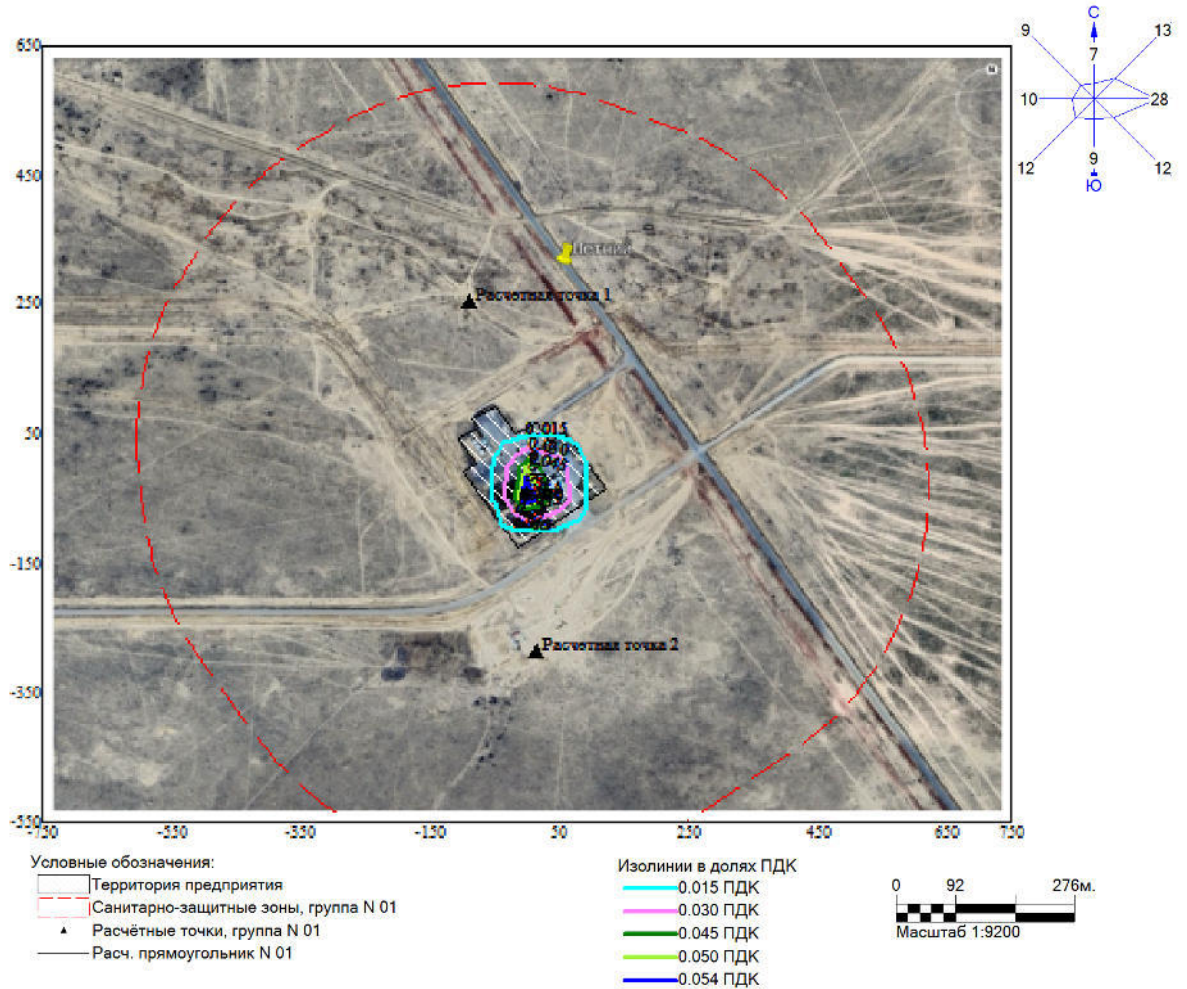 С
9
13
7
10
28
12
9
12
Ю
650
450
250
50
-150
-350
-550
Расчетная точка 1
0.015
Расчетная точка 2
-750
-550
-350
-150
50
250
450
650
750
Условные обозначения:
Территория предприятия
Санитарно-защитные зоны, группа N 01
Расчётные точки, группа N 01
Расч. прямоугольник N 01
Изолинии в долях ПДК
0.015 ПДК
0.030 ПДК
0.045 ПДК
0.050 ПДК
0.054 ПДК
0 92 276м.
Масштаб 1:9200